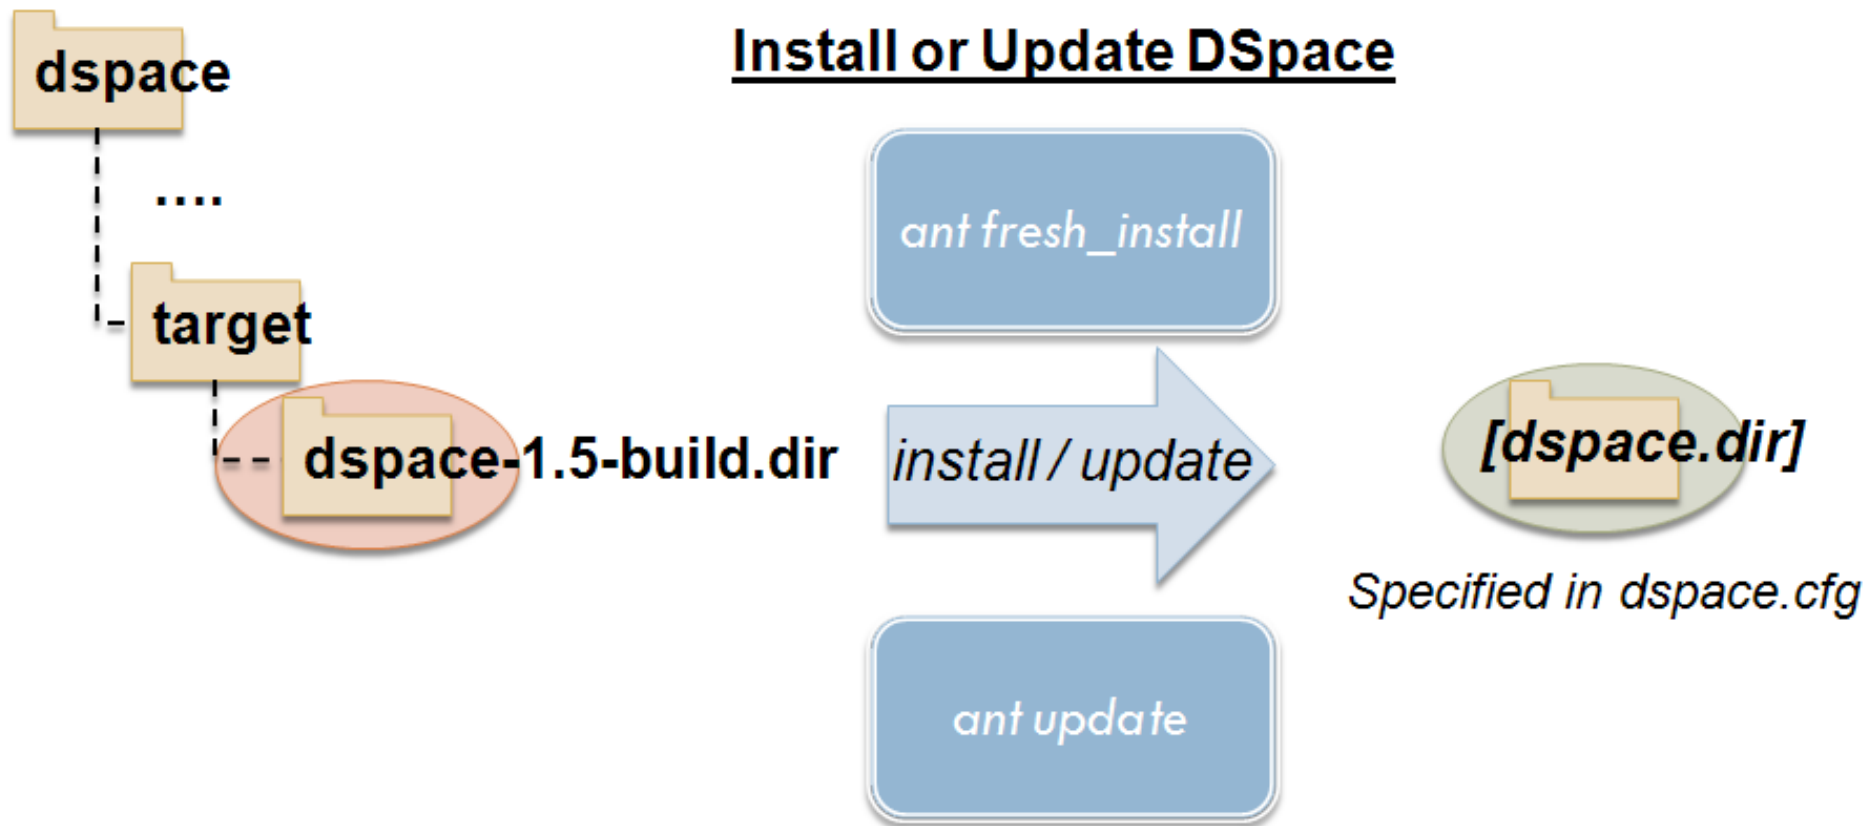 Install or Update DSpace
dspace
....
target
dspace-1.5-build.dir
ant fresh_install
install / update
ant update
[dspace.dir]
Specified in dspace.cfg